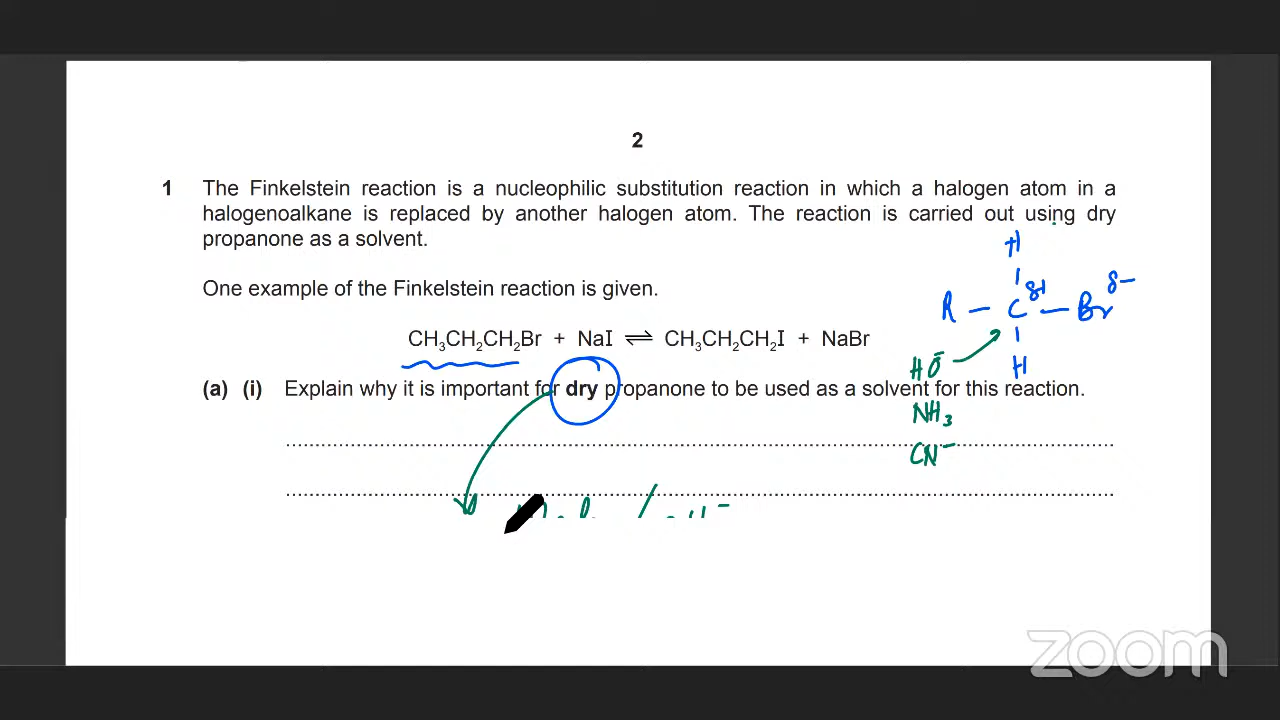 2
1 The Finkelstein reaction is a nucleophilic substitution reaction in which a halogen atom in a
halogenoalkane is replaced by another halogen atom. The reaction is carried out using dry
propanone as a solvent.
H
One example of the Finkelstein reaction is given.
R — C δ+ — Br δ−
H
CH₃CH₂CH₂Br + NaI ⇌ CH₃CH₂CH₂I + NaBr
HO⁻
(a) (i) Explain why it is important for dry propanone to be used as a solvent for this reaction.
NH₃
CN⁻
zoom